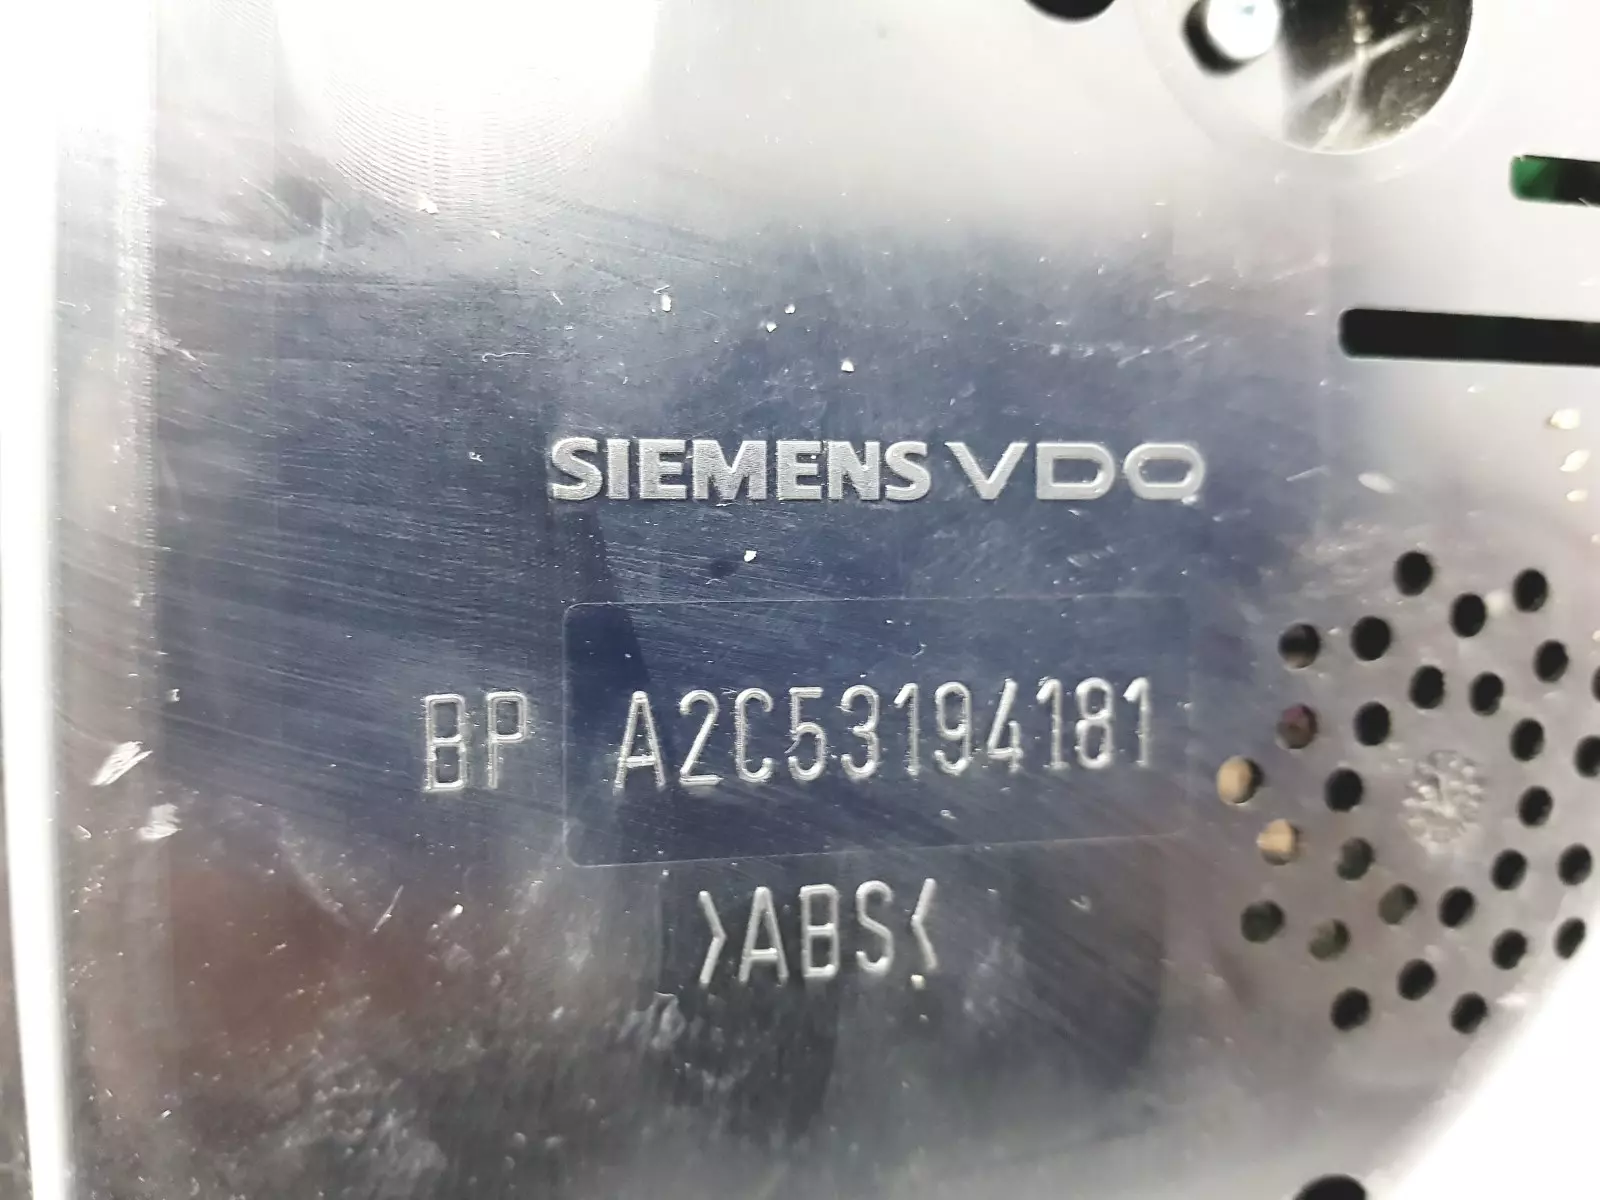 SIEMENS VDO
BP A2C53194181
>ABS<